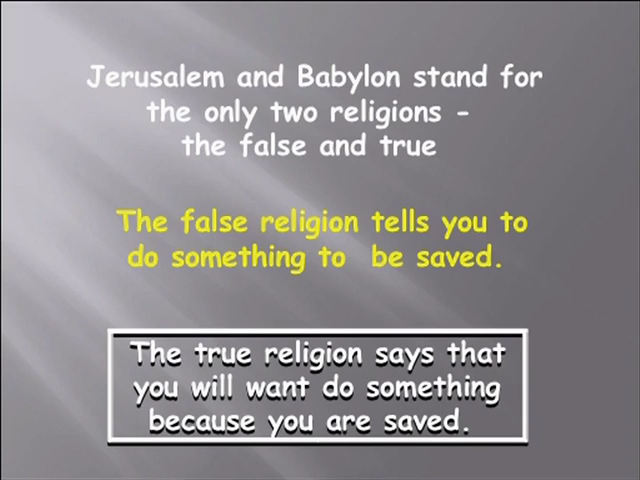 Jerusalem and Babylon stand for
the only two religions -
the false and true
The false religion tells you to
do something to be saved.
The true religion says that
you will want do something
because you are saved.